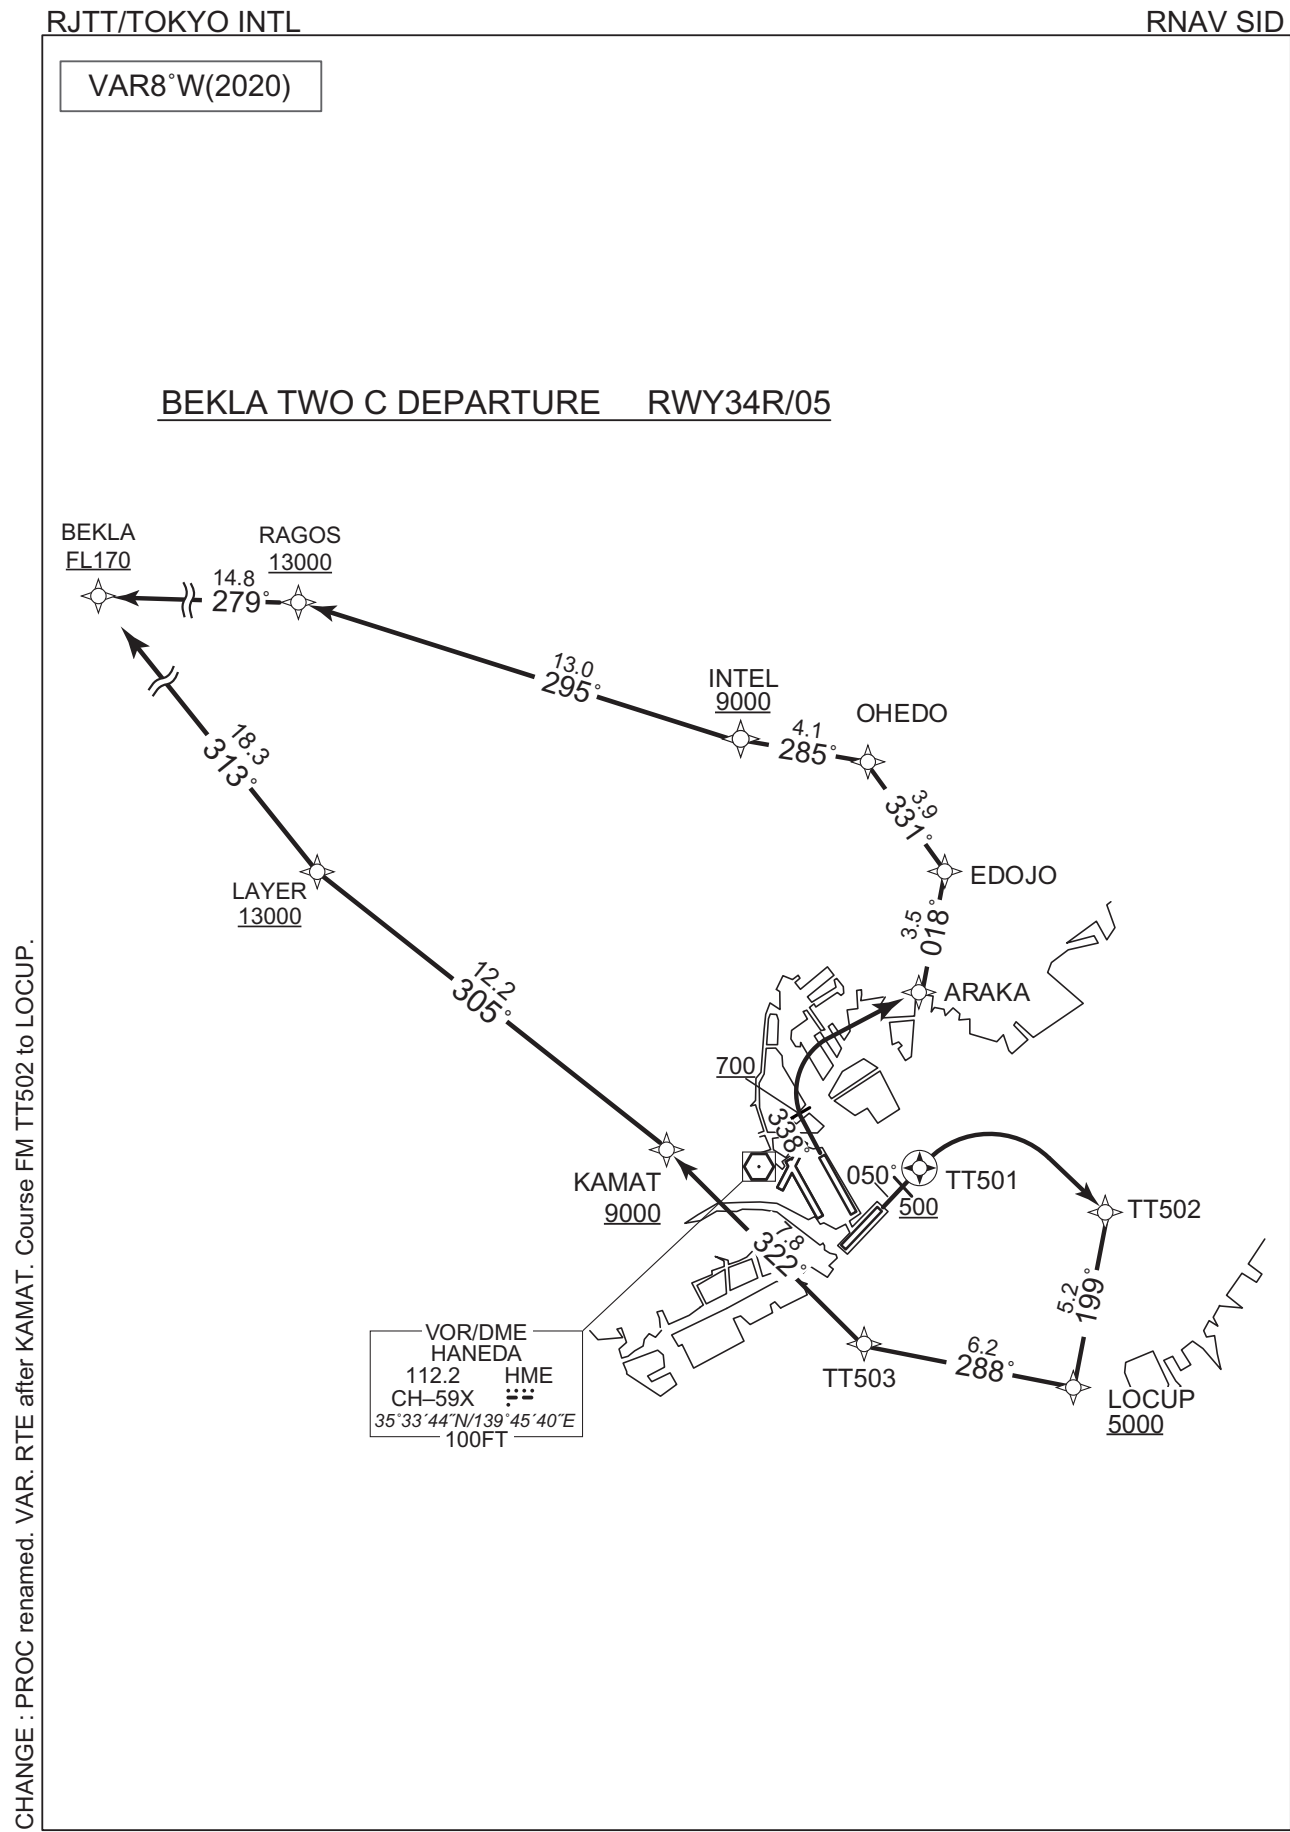 RJTT/TOKYO INTL
RNAV SID
VAR8°W(2020)
BEKLA TWO C DEPARTURE RWY34R/05
BEKLA
FL170
RAGOS
13000
14.8
279°
13.0
295°
INTEL
9000
4.1
285°
OHEDO
3.9
331°
EDOJO
3.5
018°
ARAKA
18.3
313°
LAYER
13000
12.2
305°
700
338°
KAMAT
9000
050°
500
TT501
TT502
7.8
322°
5.2
199°
TT503
6.2
288°
LOCUP
5000
VOR/DME
HANEDA
112.2 HME
CH–59X
35°33´44˝N/139°45´40˝E
100FT
CHANGE : PROC renamed. VAR. RTE after KAMAT. Course FM TT502 to LOCUP.